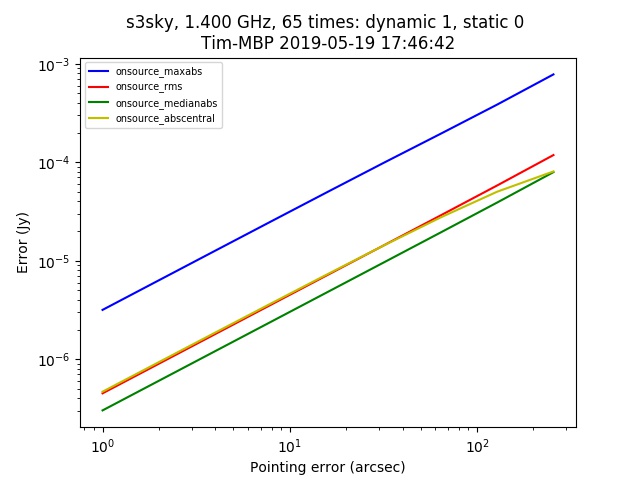 s3sky, 1.400 GHz, 65 times: dynamic 1, static 0
Tim-MBP 2019-05-19 17:46:42
onsource_maxabs
onsource_rms
onsource_medianabs
onsource_abscentral
Error (Jy)
10⁻³
10⁻⁴
10⁻⁵
10⁻⁶
10⁰ 10¹ 10²
Pointing error (arcsec)